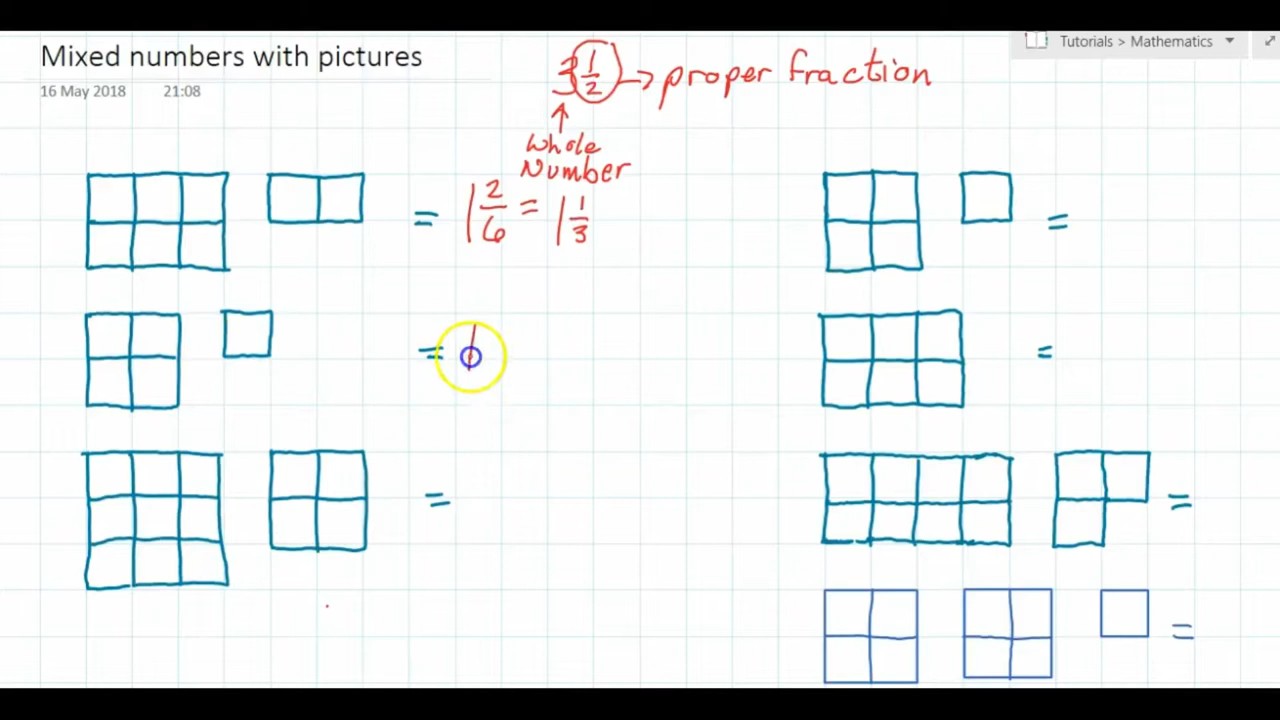 Mixed numbers with pictures
16 May 2018 21:08
Tutorials > Mathematics
3 1/2 → proper fraction
↑
Whole
Number
= 1 2/6 = 1 1/3
=
= 1
=
=
=
=